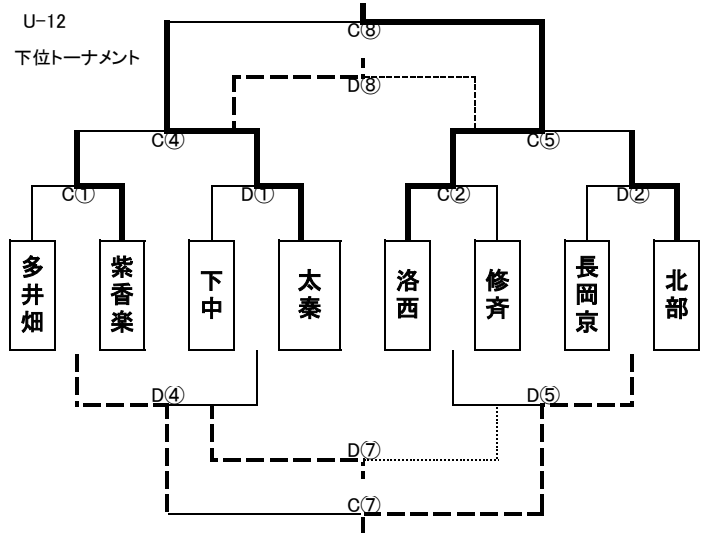 U-12
下位トーナメント
C⑧
D⑧
C④
C⑤
C①
D①
C②
D②
多井畑
紫香楽
下中
太秦
洛西
修斉
長岡京
北部
D④
D⑤
D⑦
C⑦